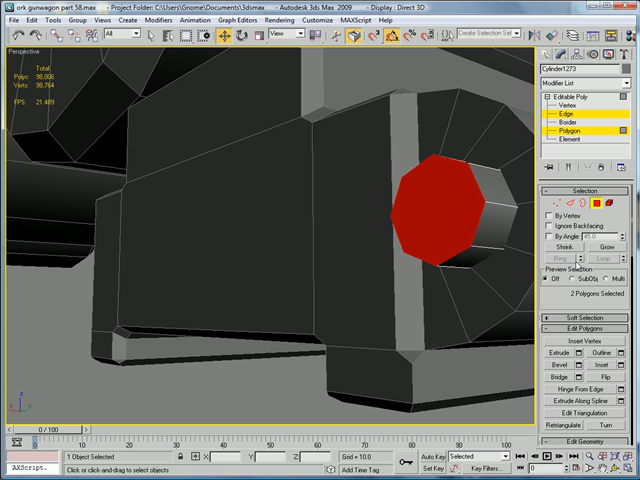 ork gunwagon part 58.max - Project Folder: C:\Users\Gnome\Documents\3dsmax - Autodesk 3ds Max 2009 - Display : Direct 3D
File Edit Tools Group Views Create Modifiers Animation Graph Editors Rendering Customize MAXScript Help
All View Create Selection Se
Perspective
Total
Polys: 98,006
Verts: 98,764
FPS: 21.489
Cylinder1273
Modifier List
Editable Poly
Vertex
Edge
Border
Polygon
Element
Selection
By Vertex
Ignore Backfacing
By Angle: 45.0
Shrink Grow
Ring Loop
Preview Selection
Off SubObj Multi
2 Polygons Selected
Soft Selection
Edit Polygons
Insert Vertex
Extrude Outline
Bevel Inset
Bridge Flip
Hinge From Edge
Extrude Along Spline
Edit Triangulation
Retriangulate Turn
Edit Geometry
0 / 100
0 10 20 30 40 50 60 70 80 90 100
1 Object Selected X: Y: Z: Grid = 10.0 Auto Key Selected
MAXScript. Click or click-and-drag to select objects Add Time Tag Set Key Key Filters... 0